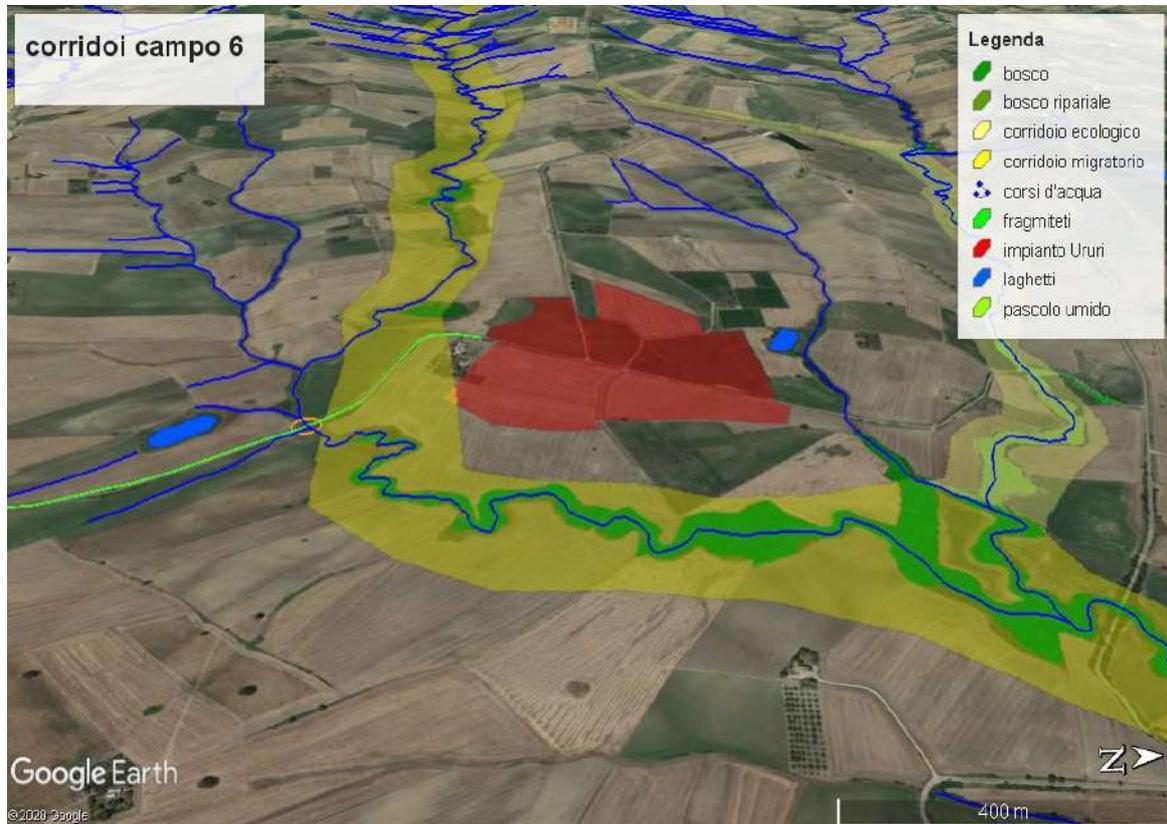 corridoi campo 6
Legenda
bosco
bosco ripariale
corridoio ecologico
corridoio migratorio
corsi d'acqua
fragmiteti
impianto Ururi
laghetti
pascolo umido
Google Earth
©2020 Google
N
400 m